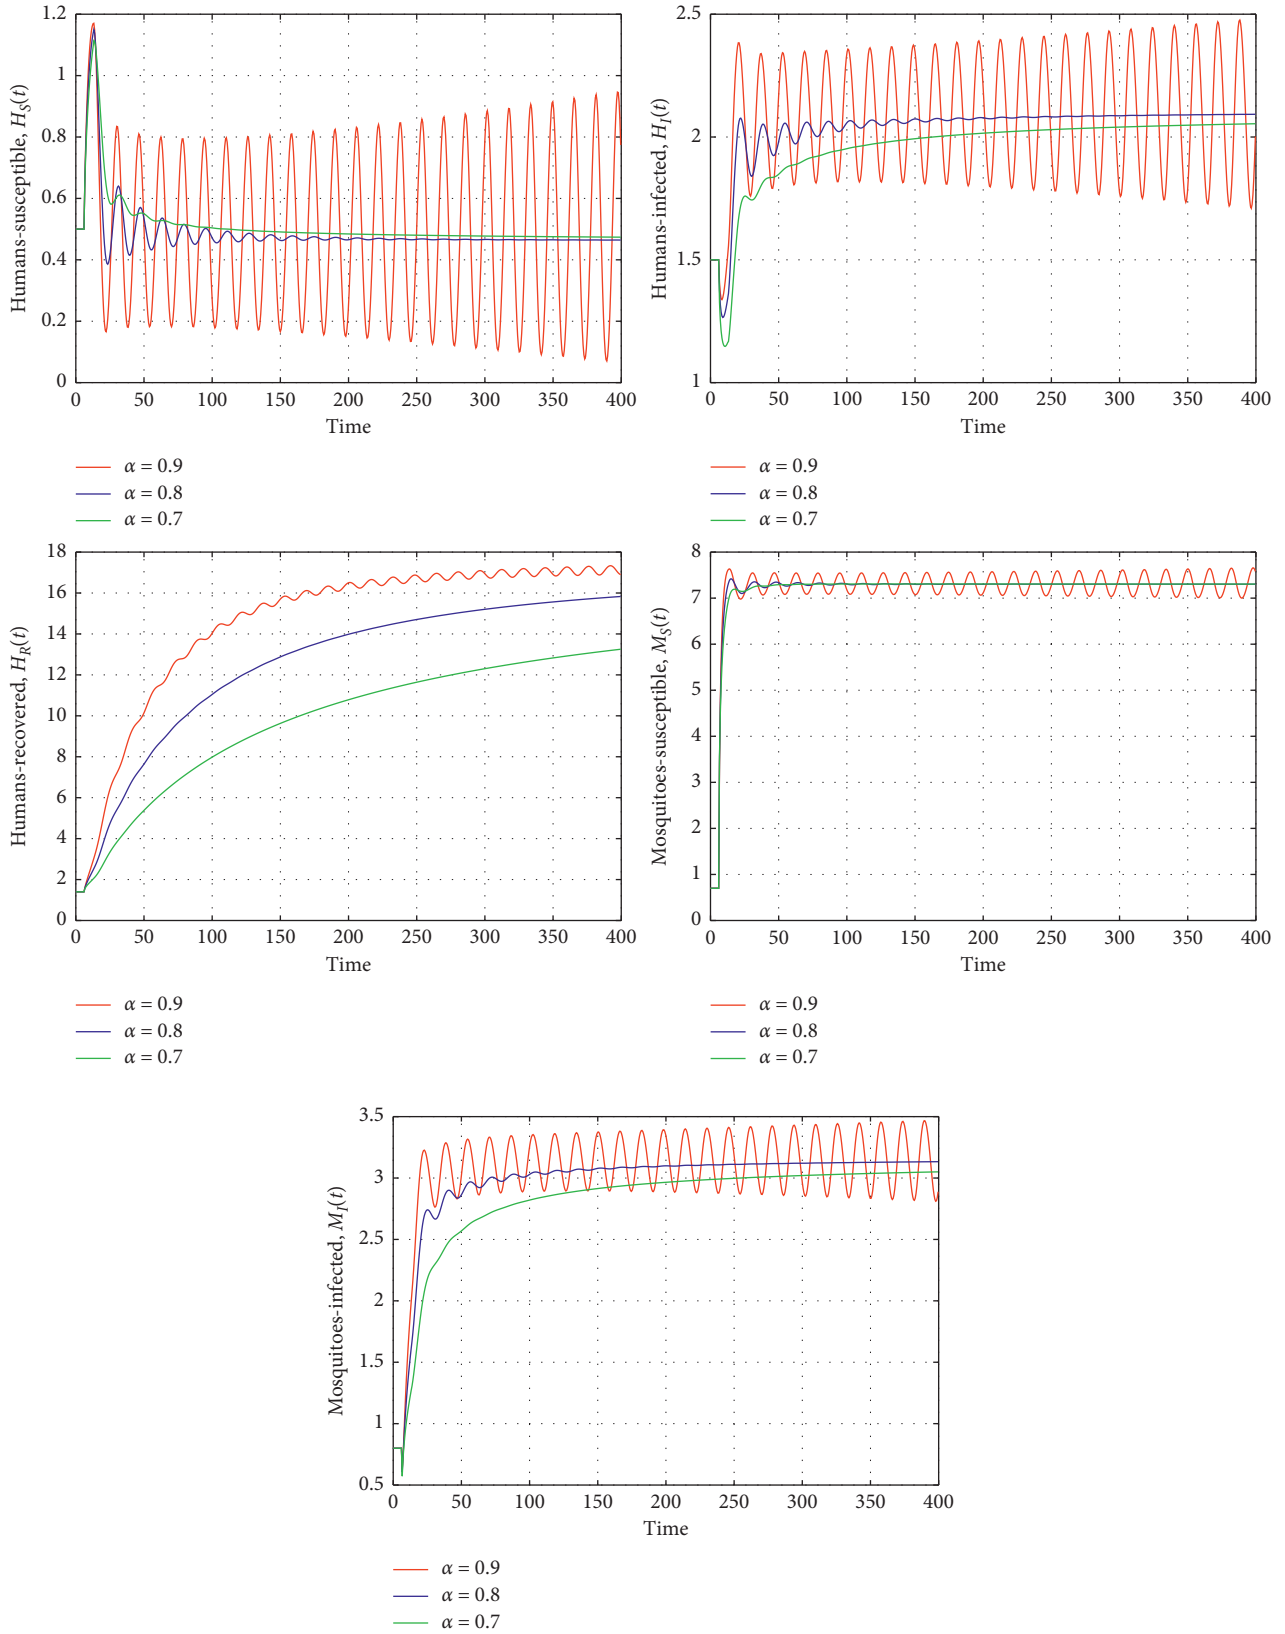 Humans-susceptible, H_S(t)
1.2
1
0.8
0.6
0.4
0.2
0
0 50 100 150 200 250 300 350 400
Time
α = 0.9
α = 0.8
α = 0.7
Humans-infected, H_I(t)
2.5
2
1.5
1
0 50 100 150 200 250 300 350 400
Time
α = 0.9
α = 0.8
α = 0.7
Humans-recovered, H_R(t)
18
16
14
12
10
8
6
4
2
0
0 50 100 150 200 250 300 350 400
Time
α = 0.9
α = 0.8
α = 0.7
Mosquitoes-susceptible, M_S(t)
8
7
6
5
4
3
2
1
0
0 50 100 150 200 250 300 350 400
Time
α = 0.9
α = 0.8
α = 0.7
Mosquitoes-infected, M_I(t)
3.5
3
2.5
2
1.5
1
0.5
0 50 100 150 200 250 300 350 400
Time
α = 0.9
α = 0.8
α = 0.7